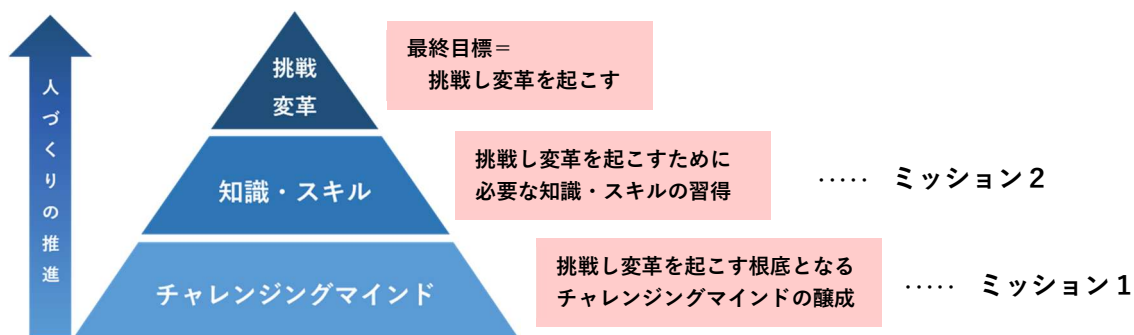 人づくりの推進
挑戦
変革
最終目標＝
挑戦し変革を起こす
知識・スキル
挑戦し変革を起こすために
必要な知識・スキルの習得
‥‥・ ミッション２
チャレンジングマインド
挑戦し変革を起こす根底となる
チャレンジングマインドの醸成
‥‥・ ミッション１